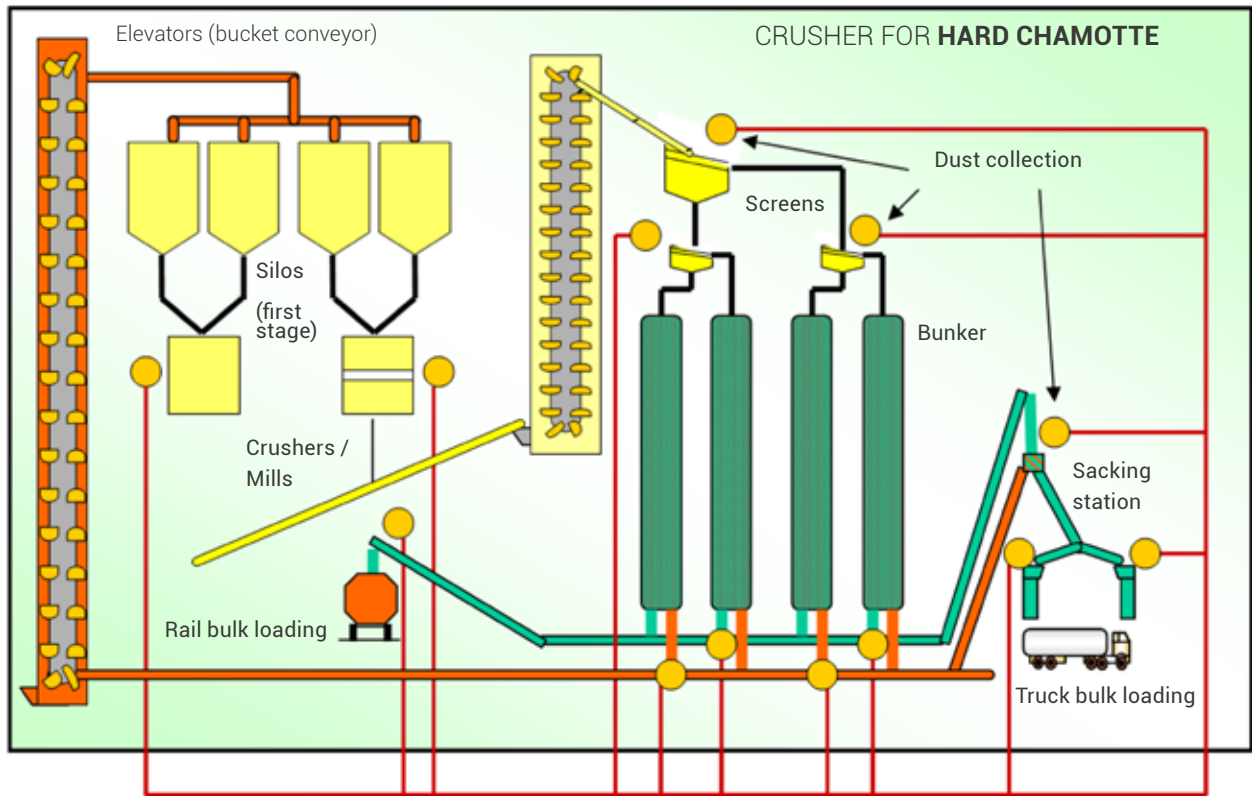 Elevators (bucket conveyor)
CRUSHER FOR HARD CHAMOTTE
Dust collection
Screens
Silos
(first
stage)
Bunker
Crushers /
Mills
Sacking
station
Rail bulk loading
Truck bulk loading